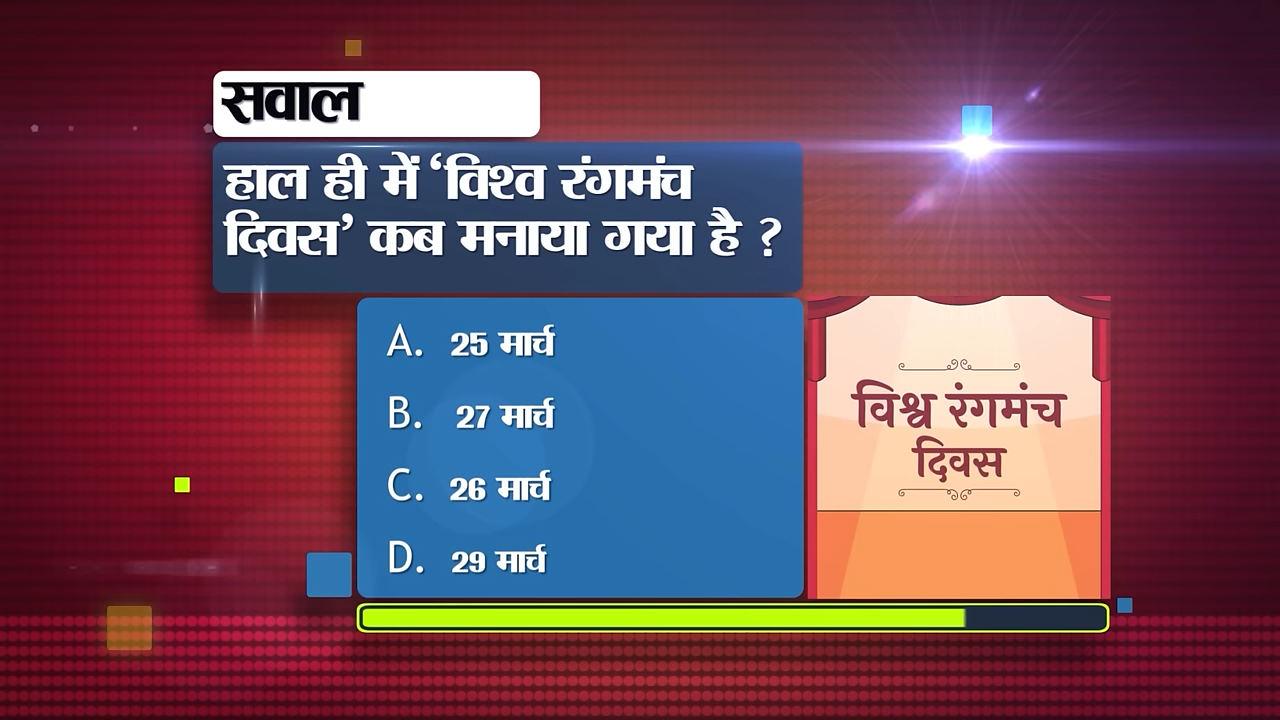 सवाल
हाल ही में ‘विश्व रंगमंच
दिवस’ कब मनाया गया है ?
A. 25 मार्च
B. 27 मार्च
C. 26 मार्च
D. 29 मार्च
विश्व रंगमंच
दिवस